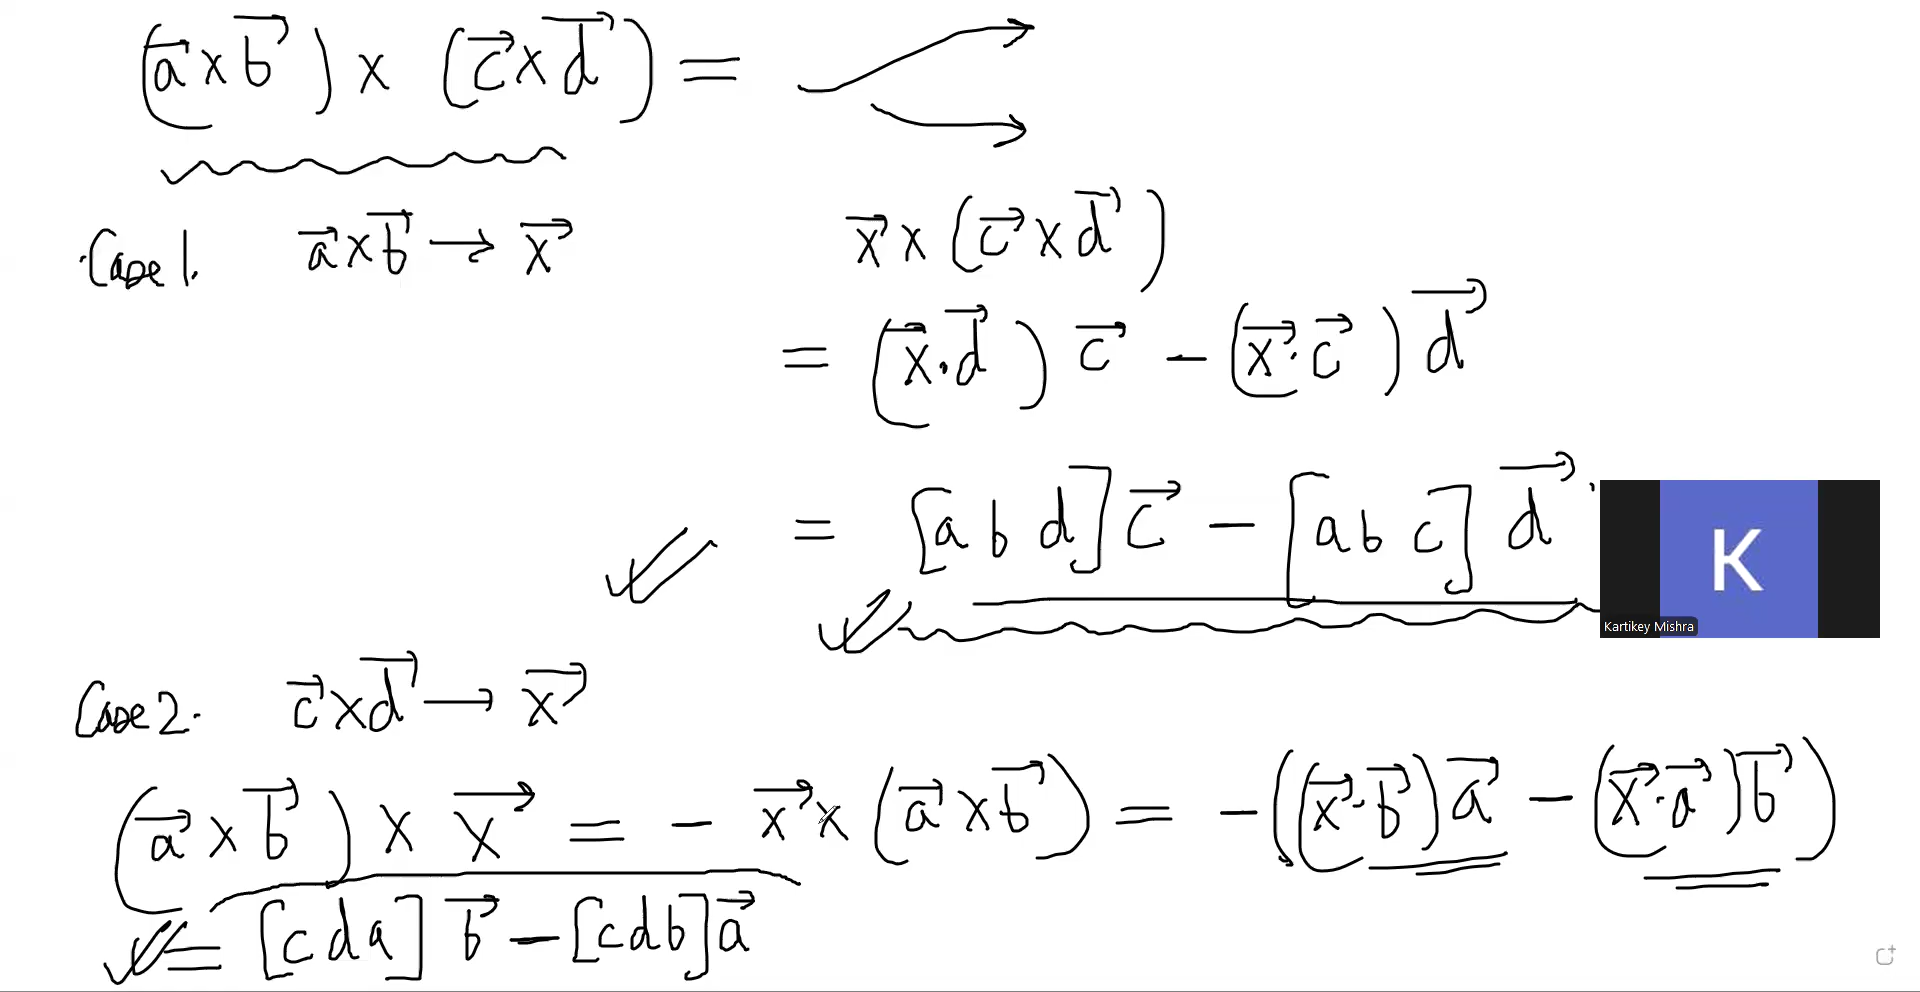 (a⃗ × b⃗) × (c⃗ × d⃗) =
Case 1. a⃗ × b⃗ → x⃗
x⃗ × (c⃗ × d⃗)
= (x⃗ · d⃗) c⃗ − (x⃗ · c⃗) d⃗
= [a b d] c⃗ − [a b c] d⃗
K
Kartikey Mishra
Case 2. c⃗ × d⃗ → x⃗
(a⃗ × b⃗) × x⃗ = − x⃗ × (a⃗ × b⃗) = − ((x⃗ · b⃗) a⃗ − (x⃗ · a⃗) b⃗)
= [c d a] b⃗ − [c d b] a⃗